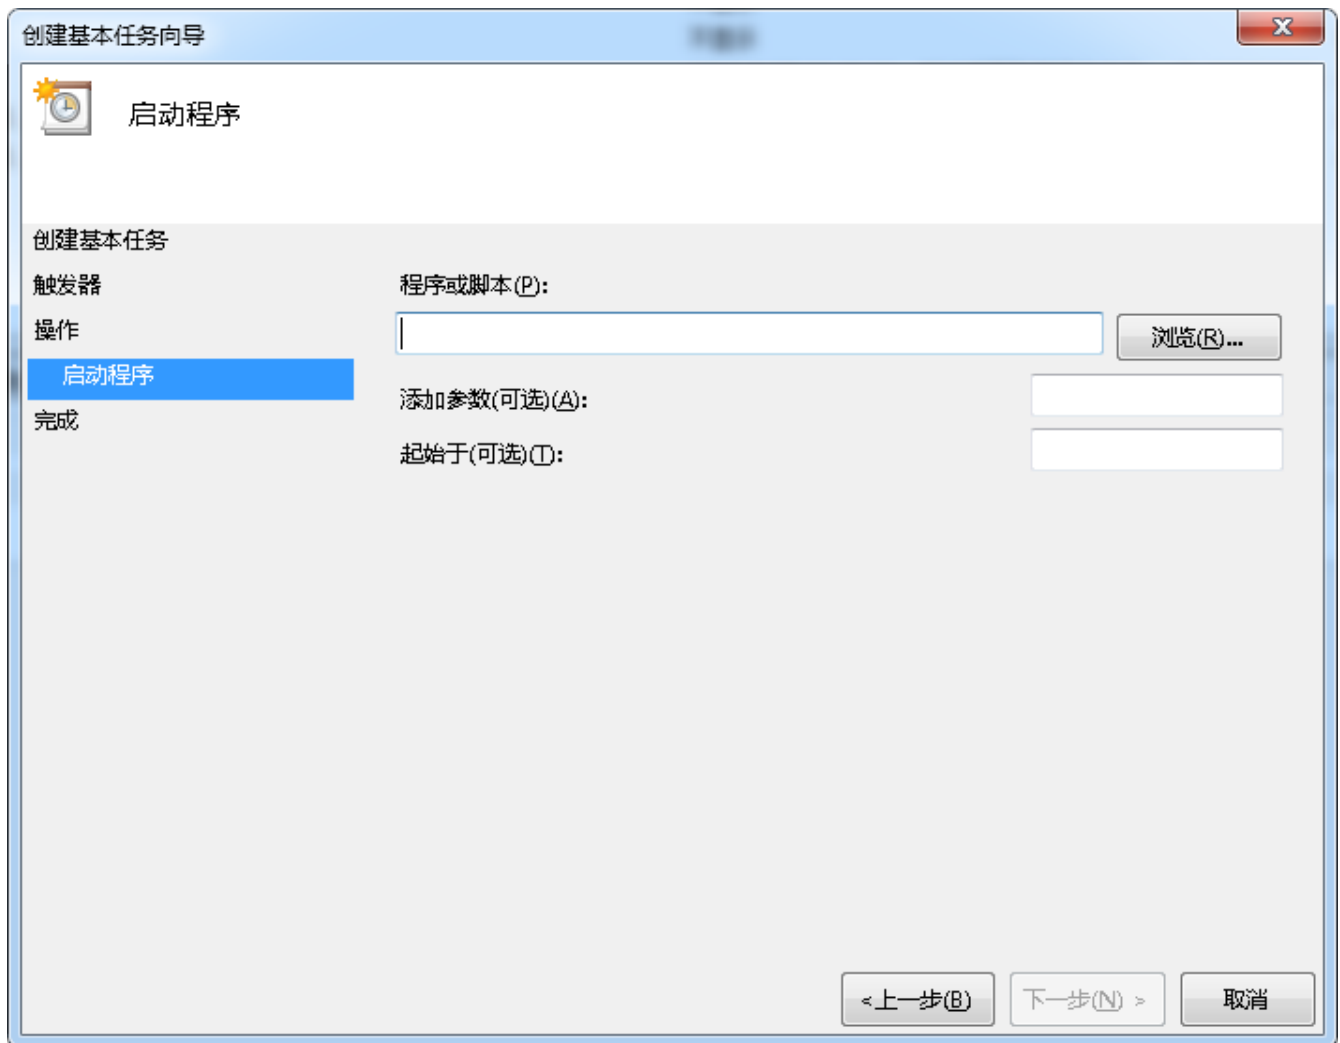 创建基本任务向导
启动程序
创建基本任务
触发器
操作
启动程序
完成
程序或脚本(P):
浏览(R)...
添加参数(可选)(A):
起始于(可选)(T):
<上一步(B)
下一步(N) >
取消